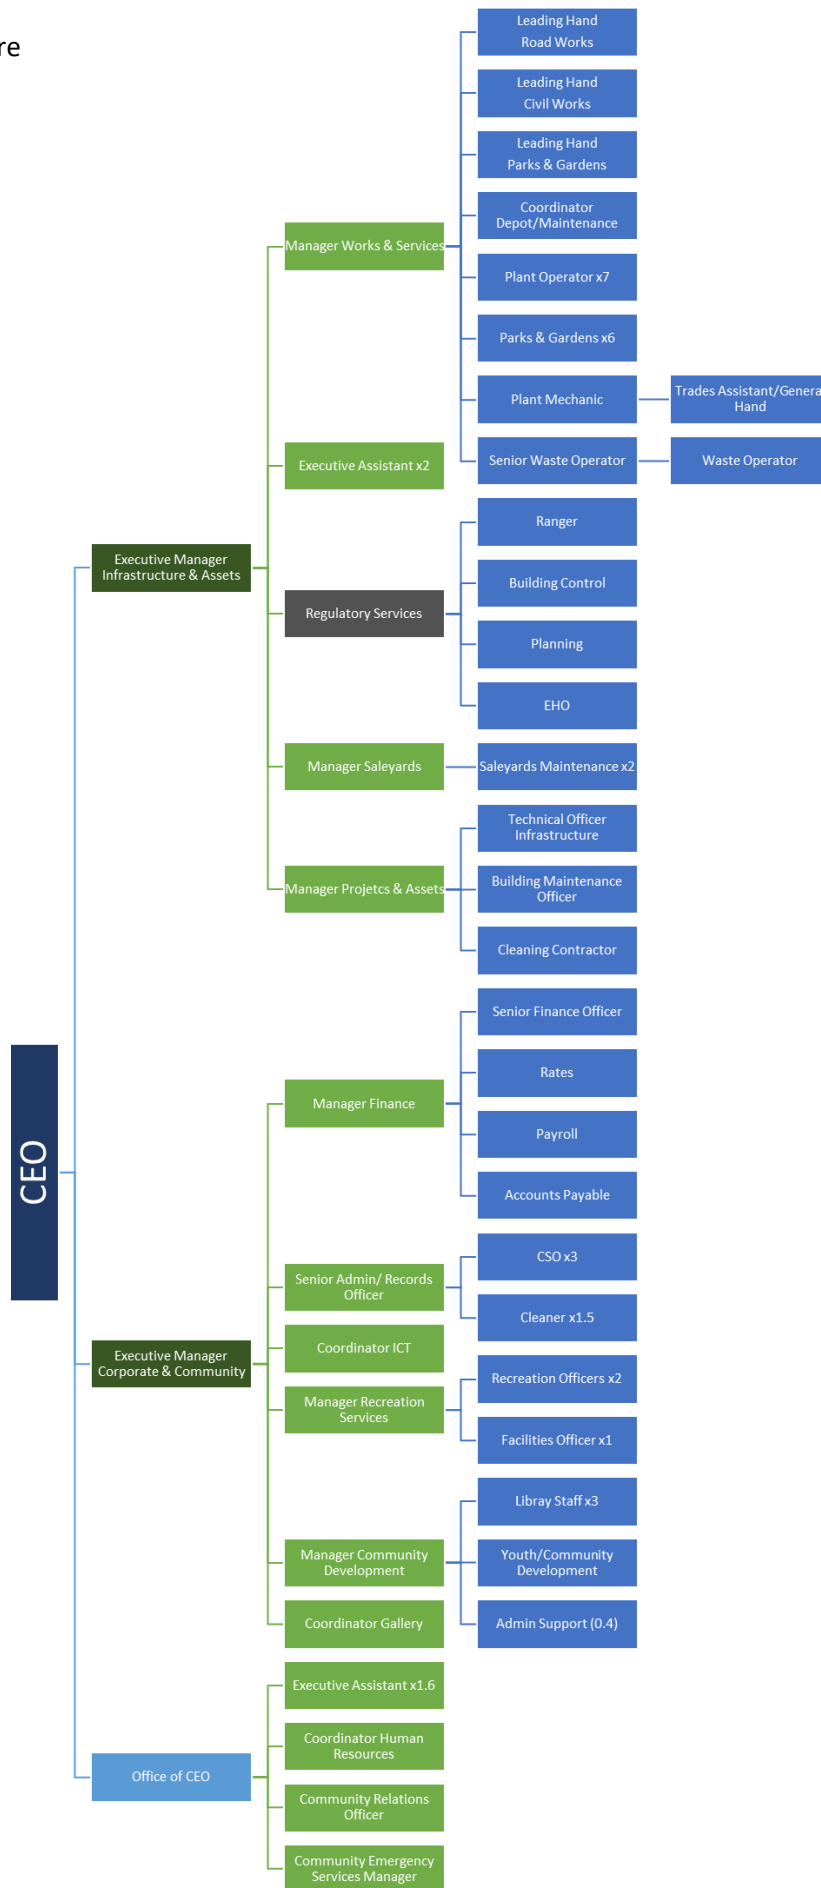 re
Leading Hand
Road Works
Leading Hand
Civil Works
Leading Hand
Parks & Gardens
Coordinator
Depot/Maintenance
Manager Works & Services
Plant Operator x7
Parks & Gardens x6
Plant Mechanic
Trades Assistant/Genera
Hand
Executive Assistant x2
Senior Waste Operator
Waste Operator
Ranger
Executive Manager
Infrastructure & Assets
Building Control
Regulatory Services
Planning
EHO
Manager Saleyards
Saleyards Maintenance x2
Technical Officer
Infrastructure
Manager Projetcs & Assets
Building Maintenance
Officer
Cleaning Contractor
Senior Finance Officer
Rates
Manager Finance
Payroll
CEO
Accounts Payable
CSO x3
Senior Admin/ Records
Officer
Cleaner x1.5
Executive Manager
Corporate & Community
Coordinator ICT
Recreation Officers x2
Manager Recreation
Services
Facilities Officer x1
Libray Staff x3
Manager Community
Development
Youth/Community
Development
Coordinator Gallery
Admin Support (0.4)
Executive Assistant x1.6
Coordinator Human
Resources
Office of CEO
Community Relations
Officer
Community Emergency
Services Manager